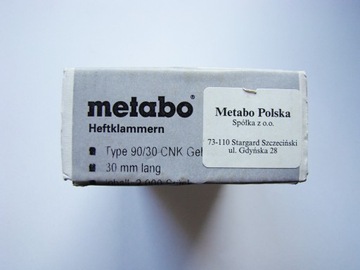 metabo
Heftklammern
Type 90/30 CNK
30 mm lang
Metabo Polska
Spółka z o.o.
73-110 Stargard Szczeciński
ul. Gdyńska 28